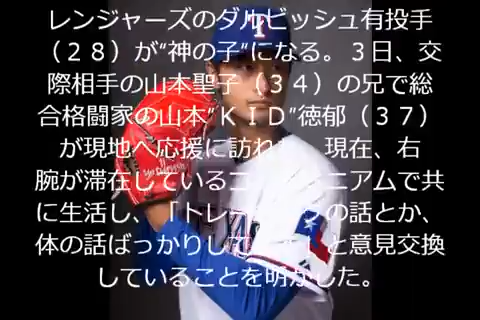 レンジャーズのダルビッシュ有投手
（２８）が“神の子”になる。３日、交
際相手の山本聖子（３４）の兄で総
合格闘家の山本“ＫＩＤ”徳郁（３７）
が現地へ応援に訪れ 現在、右
腕が滞在している ニアムで共
に生活し、「トレ の話とか、
体の話ばっかりして と意見交換
していることを明かした。
T